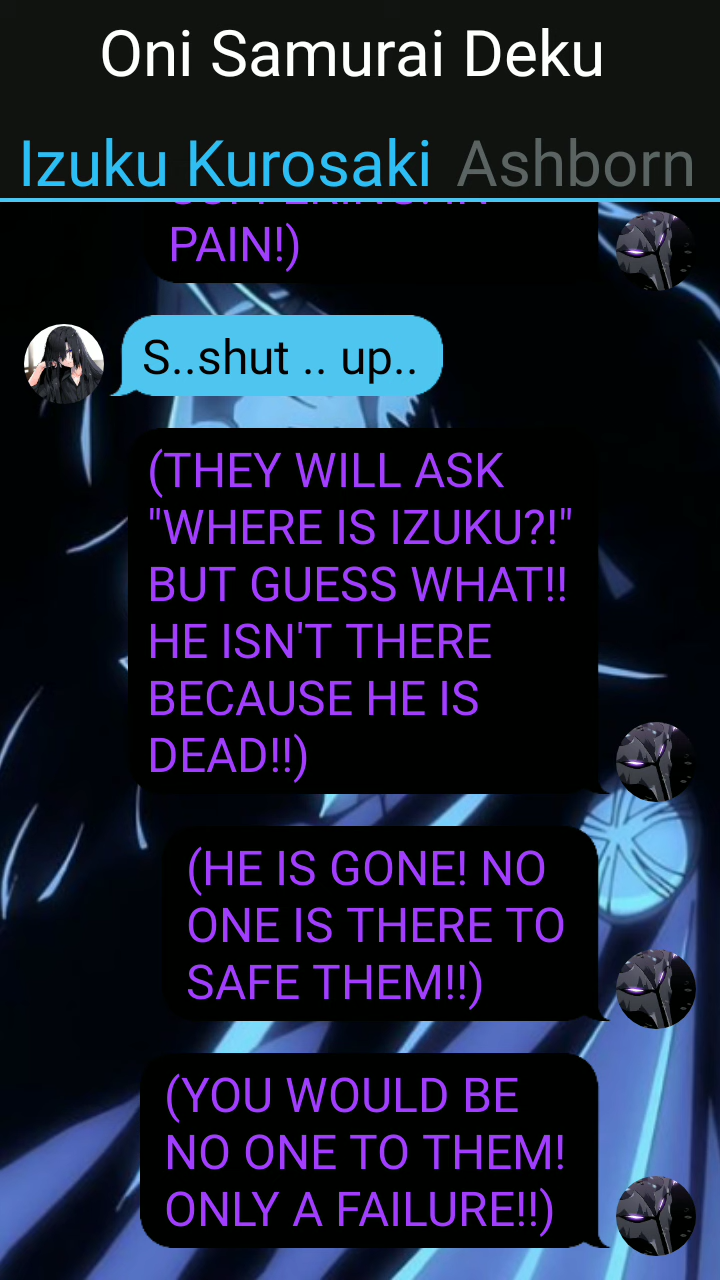 Oni Samurai Deku
Izuku Kurosaki Ashborn
PAIN!)
S..shut .. up..
(THEY WILL ASK
"WHERE IS IZUKU?!"
BUT GUESS WHAT!!
HE ISN'T THERE
BECAUSE HE IS
DEAD!!)
(HE IS GONE! NO
ONE IS THERE TO
SAFE THEM!!)
(YOU WOULD BE
NO ONE TO THEM!
ONLY A FAILURE!!)